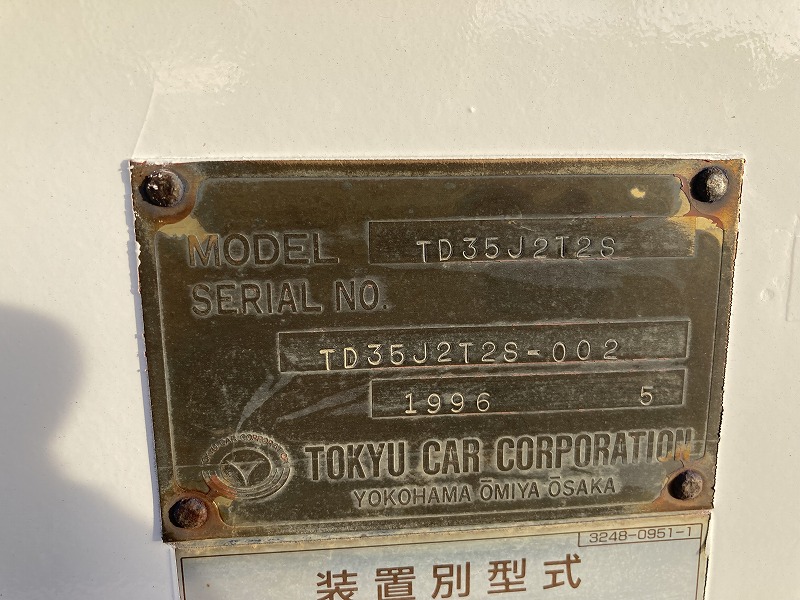 MODEL TD35J2T2S
SERIAL NO.
TD35J2T2S-002
1996 5
TOKYU CAR CORPORATION
YOKOHAMA ŌMIYA ŌSAKA
3248-0951-1
装置別型式